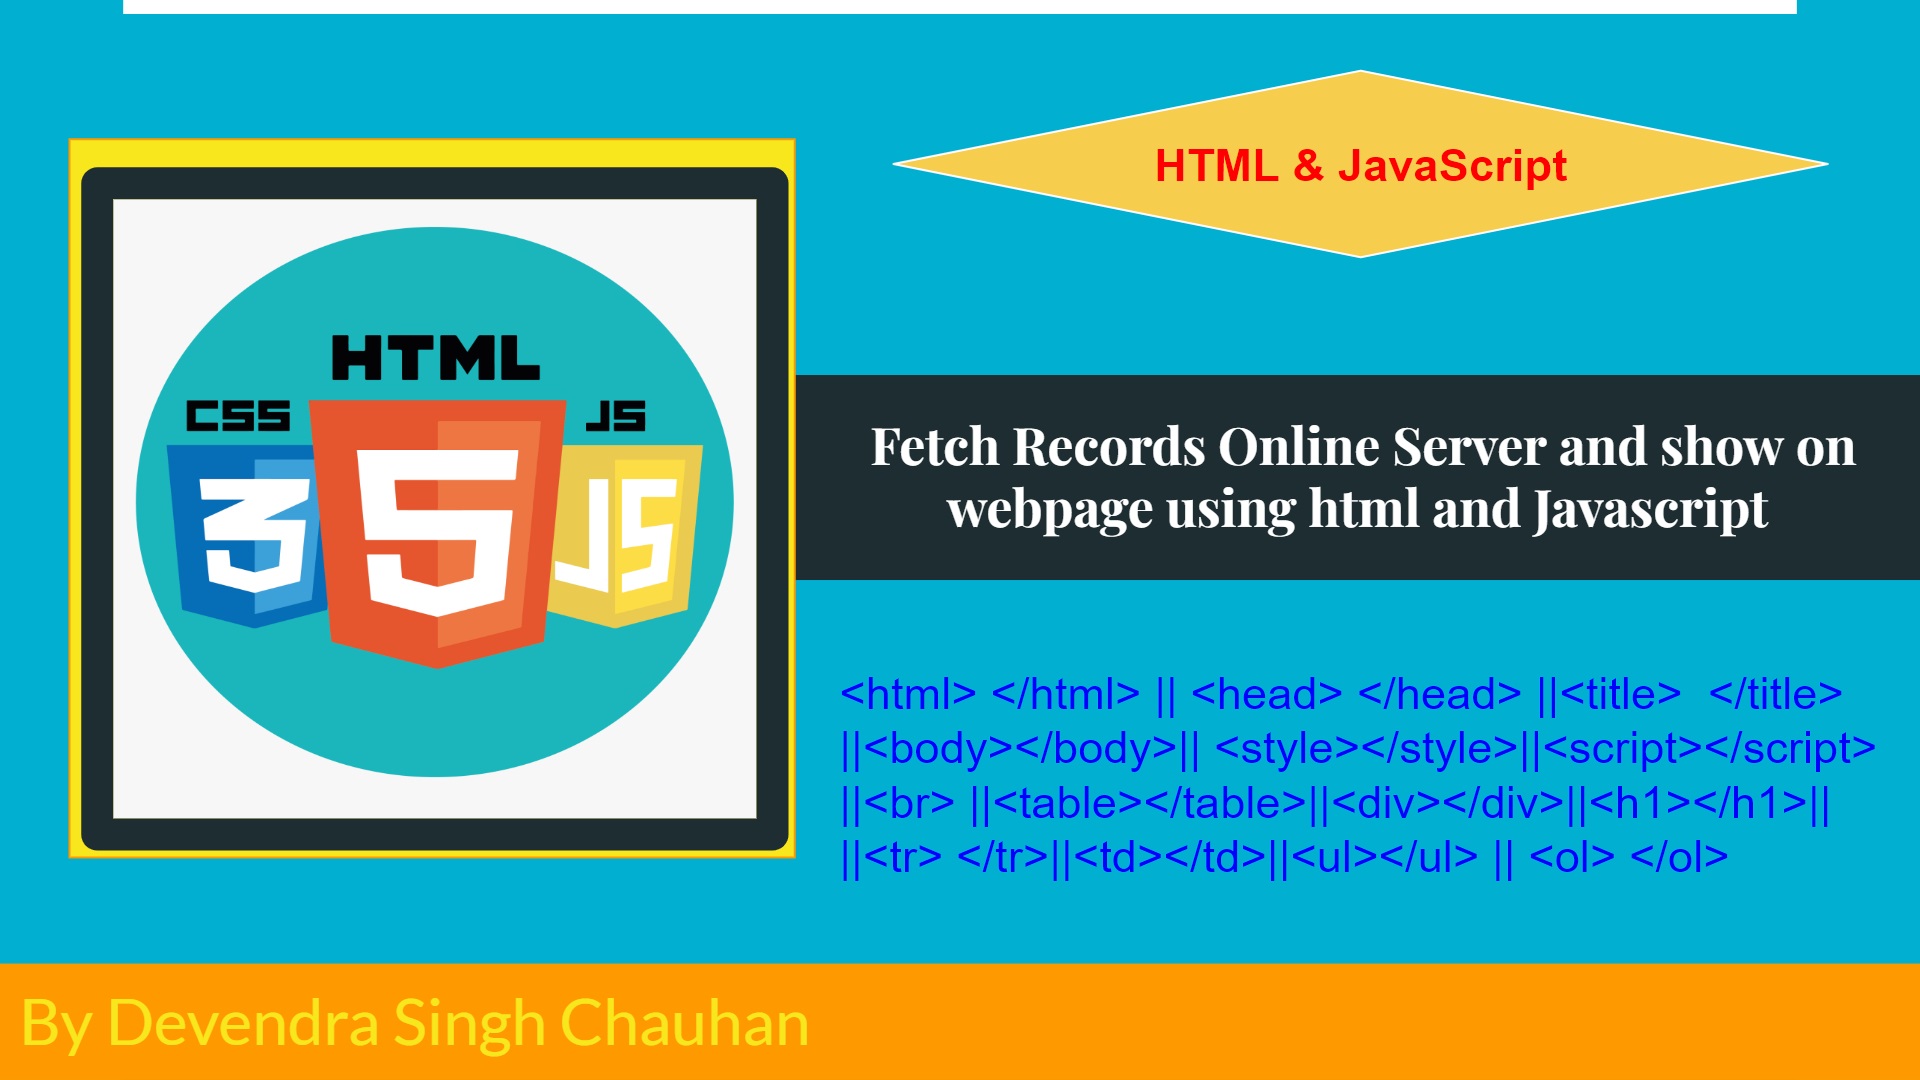 HTML & JavaScript
HTML
CSS
JS
3
5
JS
Fetch Records Online Server and show on
webpage using html and Javascript
<html> </html> || <head> </head> ||<title>  </title>
||<body></body>|| <style></style>||<script></script>
||<br> ||<table></table>||<div></div>||<h1></h1>||
||<tr> </tr>||<td></td>||<ul></ul> || <ol> </ol>
By Devendra Singh Chauhan